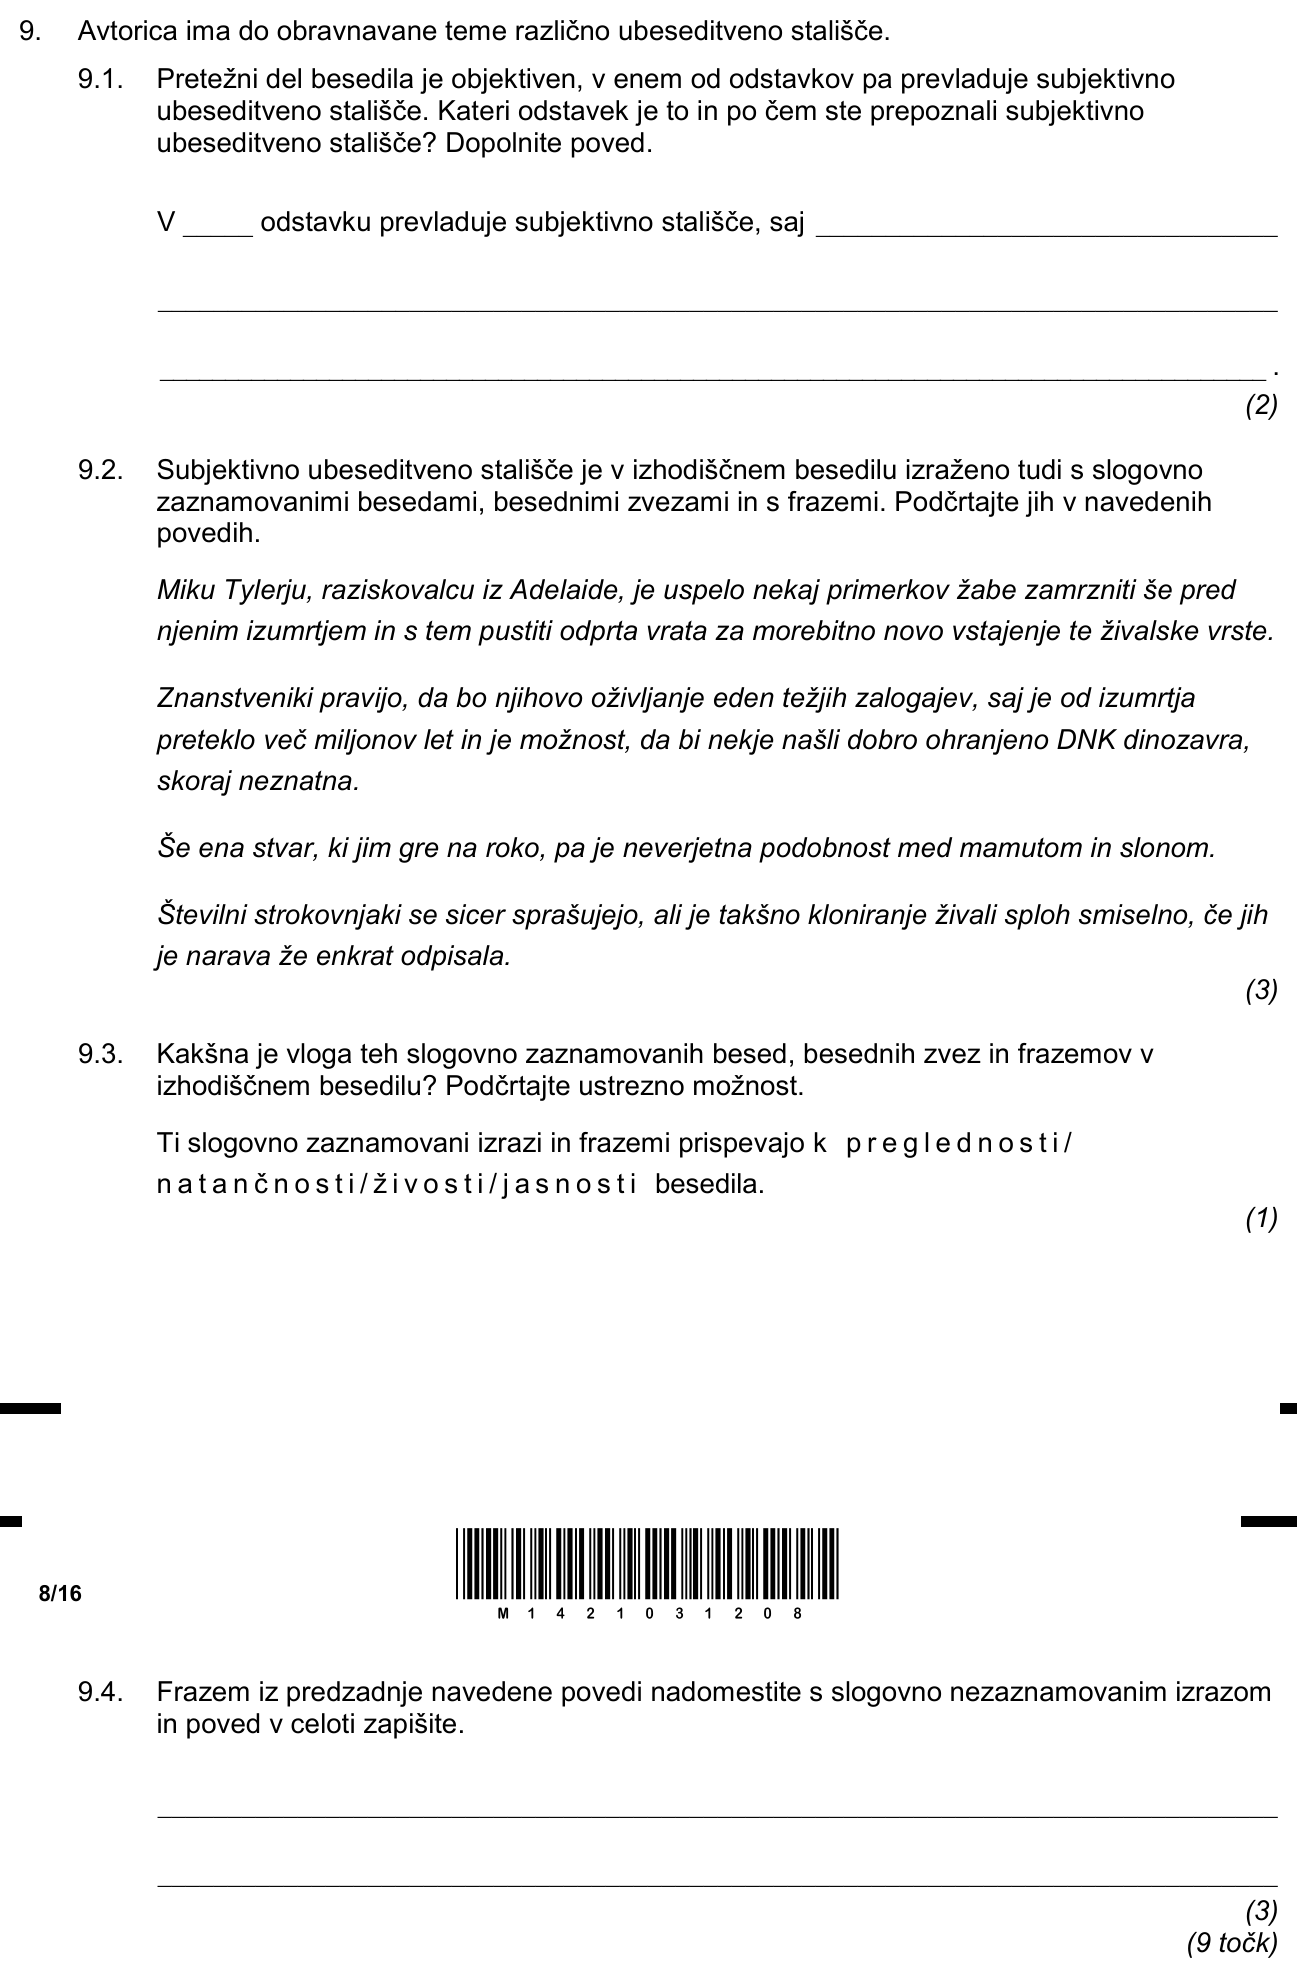 9. Avtorica ima do obravnavane teme različno ubeseditveno stališče.
9.1. Pretežni del besedila je objektiven, v enem od odstavkov pa prevladuje subjektivno
ubeseditveno stališče. Kateri odstavek je to in po čem ste prepoznali subjektivno
ubeseditveno stališče? Dopolnite poved.
V _____ odstavku prevladuje subjektivno stališče, saj ______________________________
________________________________________________________________________
________________________________________________________________________ .
(2)
9.2. Subjektivno ubeseditveno stališče je v izhodiščnem besedilu izraženo tudi s slogovno
zaznamovanimi besedami, besednimi zvezami in s frazemi. Podčrtajte jih v navedenih
povedih.
Miku Tylerju, raziskovalcu iz Adelaide, je uspelo nekaj primerkov žabe zamrzniti še pred
njenim izumrtjem in s tem pustiti odprta vrata za morebitno novo vstajenje te živalske vrste.
Znanstveniki pravijo, da bo njihovo oživljanje eden težjih zalogajev, saj je od izumrtja
preteklo več miljonov let in je možnost, da bi nekje našli dobro ohranjeno DNK dinozavra,
skoraj neznatna.
Še ena stvar, ki jim gre na roko, pa je neverjetna podobnost med mamutom in slonom.
Številni strokovnjaki se sicer sprašujejo, ali je takšno kloniranje živali sploh smiselno, če jih
je narava že enkrat odpisala.
(3)
9.3. Kakšna je vloga teh slogovno zaznamovanih besed, besednih zvez in frazemov v
izhodiščnem besedilu? Podčrtajte ustrezno možnost.
Ti slogovno zaznamovani izrazi in frazemi prispevajo k preglednosti/
natančnosti/živosti/jasnosti besedila.
(1)
8/16
M 1 4 2 1 0 3 1 2 0 8
9.4. Frazem iz predzadnje navedene povedi nadomestite s slogovno nezaznamovanim izrazom
in poved v celoti zapišite.
________________________________________________________________________
________________________________________________________________________
(3)
(9 točk)